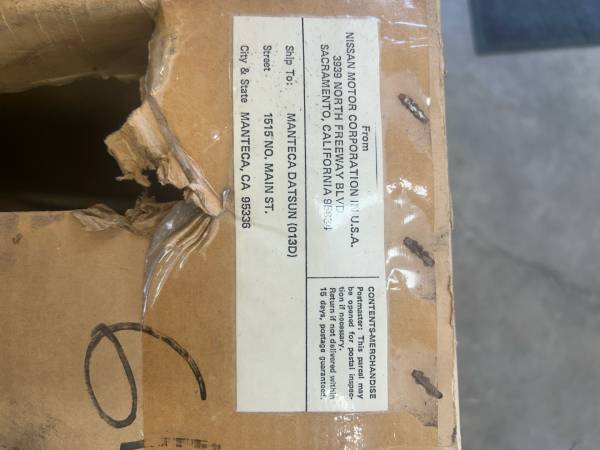 From
NISSAN MOTOR CORPORATION IN U.S.A.
3939 NORTH FREEWAY BLVD.
SACRAMENTO, CALIFORNIA 95834
CONTENTS-MERCHANDISE
Postmaster: This parcel may
be opened for postal inspec-
tion if necessary.
Return if not delivered within
15 days, postage guaranteed.
Ship To: MANTECA DATSUN (013D)
Street 1515 NO. MAIN ST.
City & State MANTECA, CA 95336